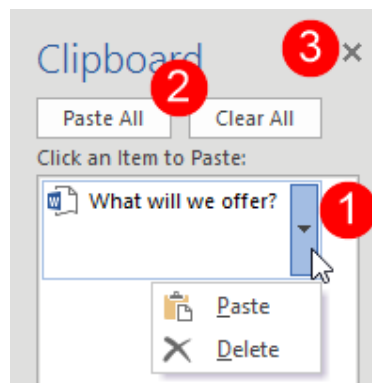 Clipboard 3
2
Paste All Clear All
Click an Item to Paste:
What will we offer? 1
Paste
Delete